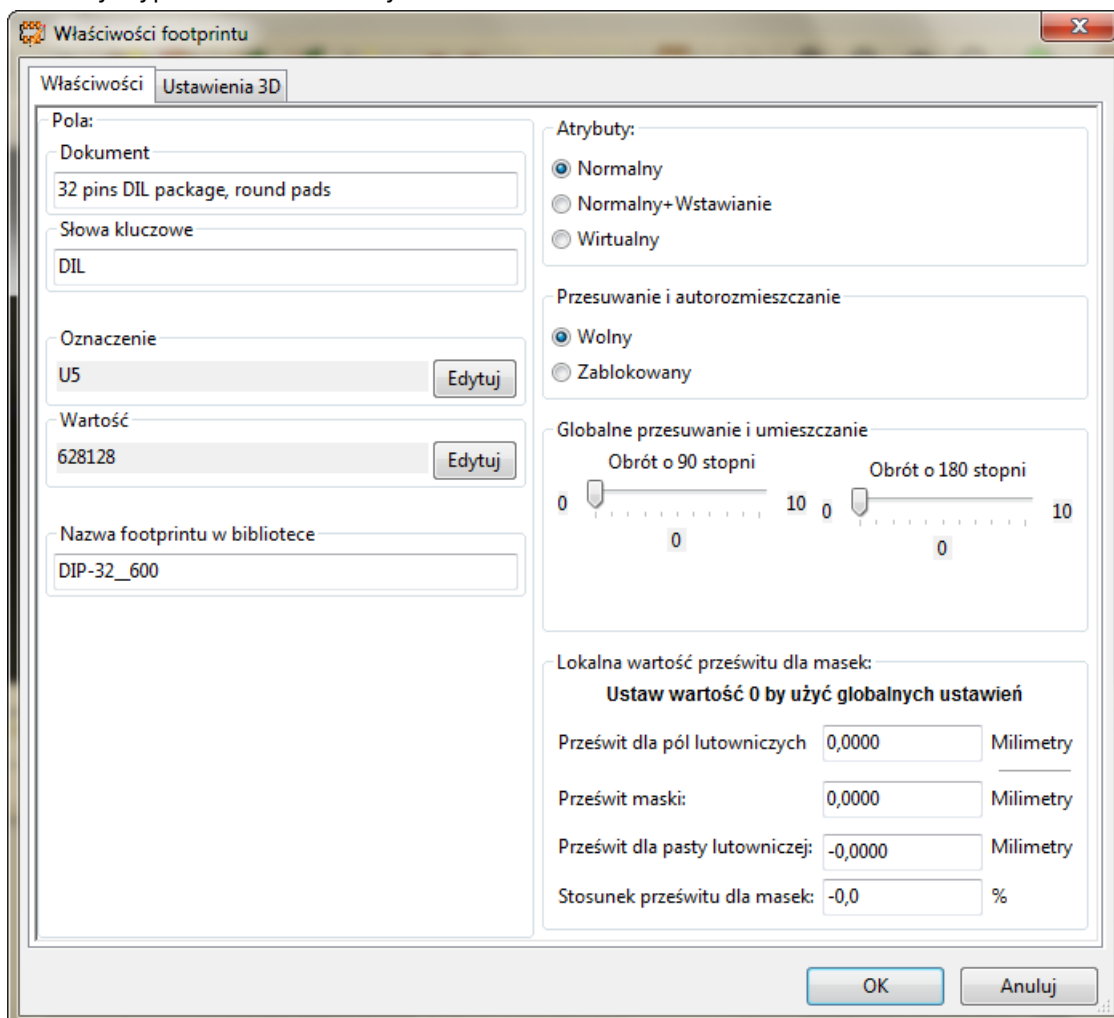 Właściwości footprintu
Właściwości
Ustawienia 3D
Pola:
Dokument
32 pins DIL package, round pads
Słowa kluczowe
DIL
Oznaczenie
U5
Edytuj
Wartość
628128
Edytuj
Nazwa footprintu w bibliotece
DIP-32__600
Atrybuty:
Normalny
Normalny+Wstawianie
Wirtualny
Przesuwanie i autorozmieszczanie
Wolny
Zablokowany
Globalne przesuwanie i umieszczanie
Obrót o 90 stopni
0
10
0
Obrót o 180 stopni
0
10
0
Lokalna wartość prześwitu dla masek:
Ustaw wartość 0 by użyć globalnych ustawień
Prześwit dla pól lutowniczych 0,0000 Milimetry
Prześwit maski: 0,0000 Milimetry
Prześwit dla pasty lutowniczej: -0,0000 Milimetry
Stosunek prześwitu dla masek: -0,0 %
OK
Anuluj